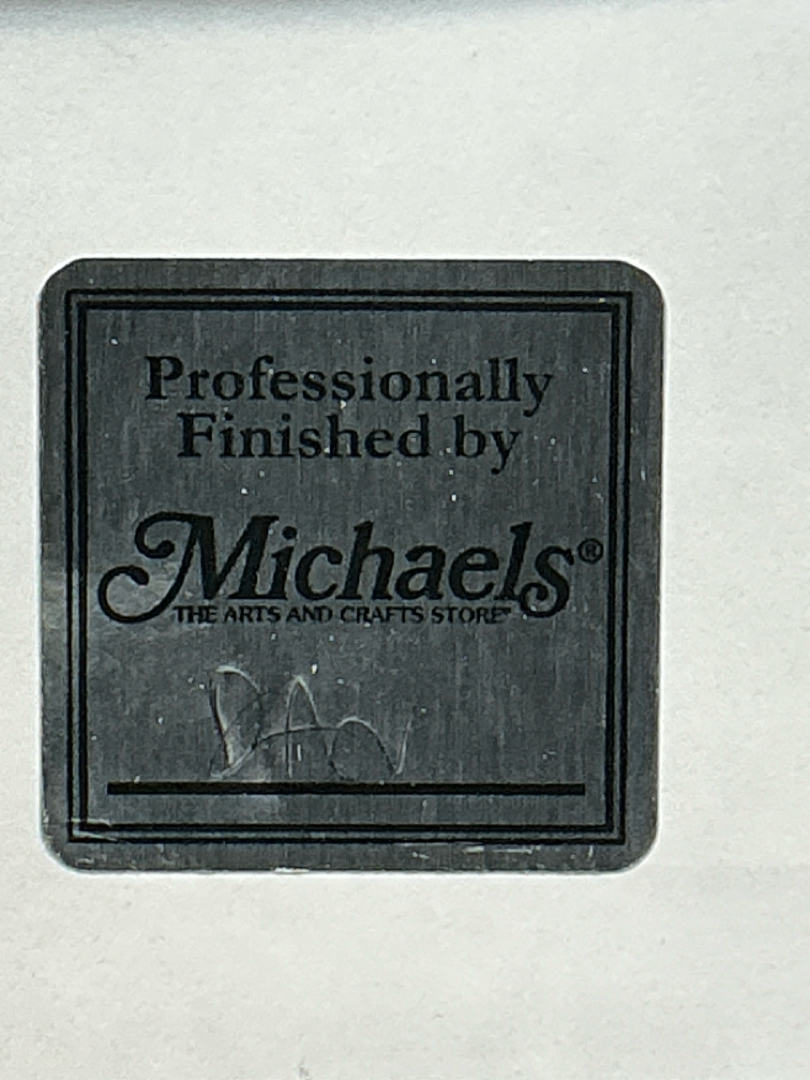 Professionally
Finished by
Michaels®
THE ARTS AND CRAFTS STORE